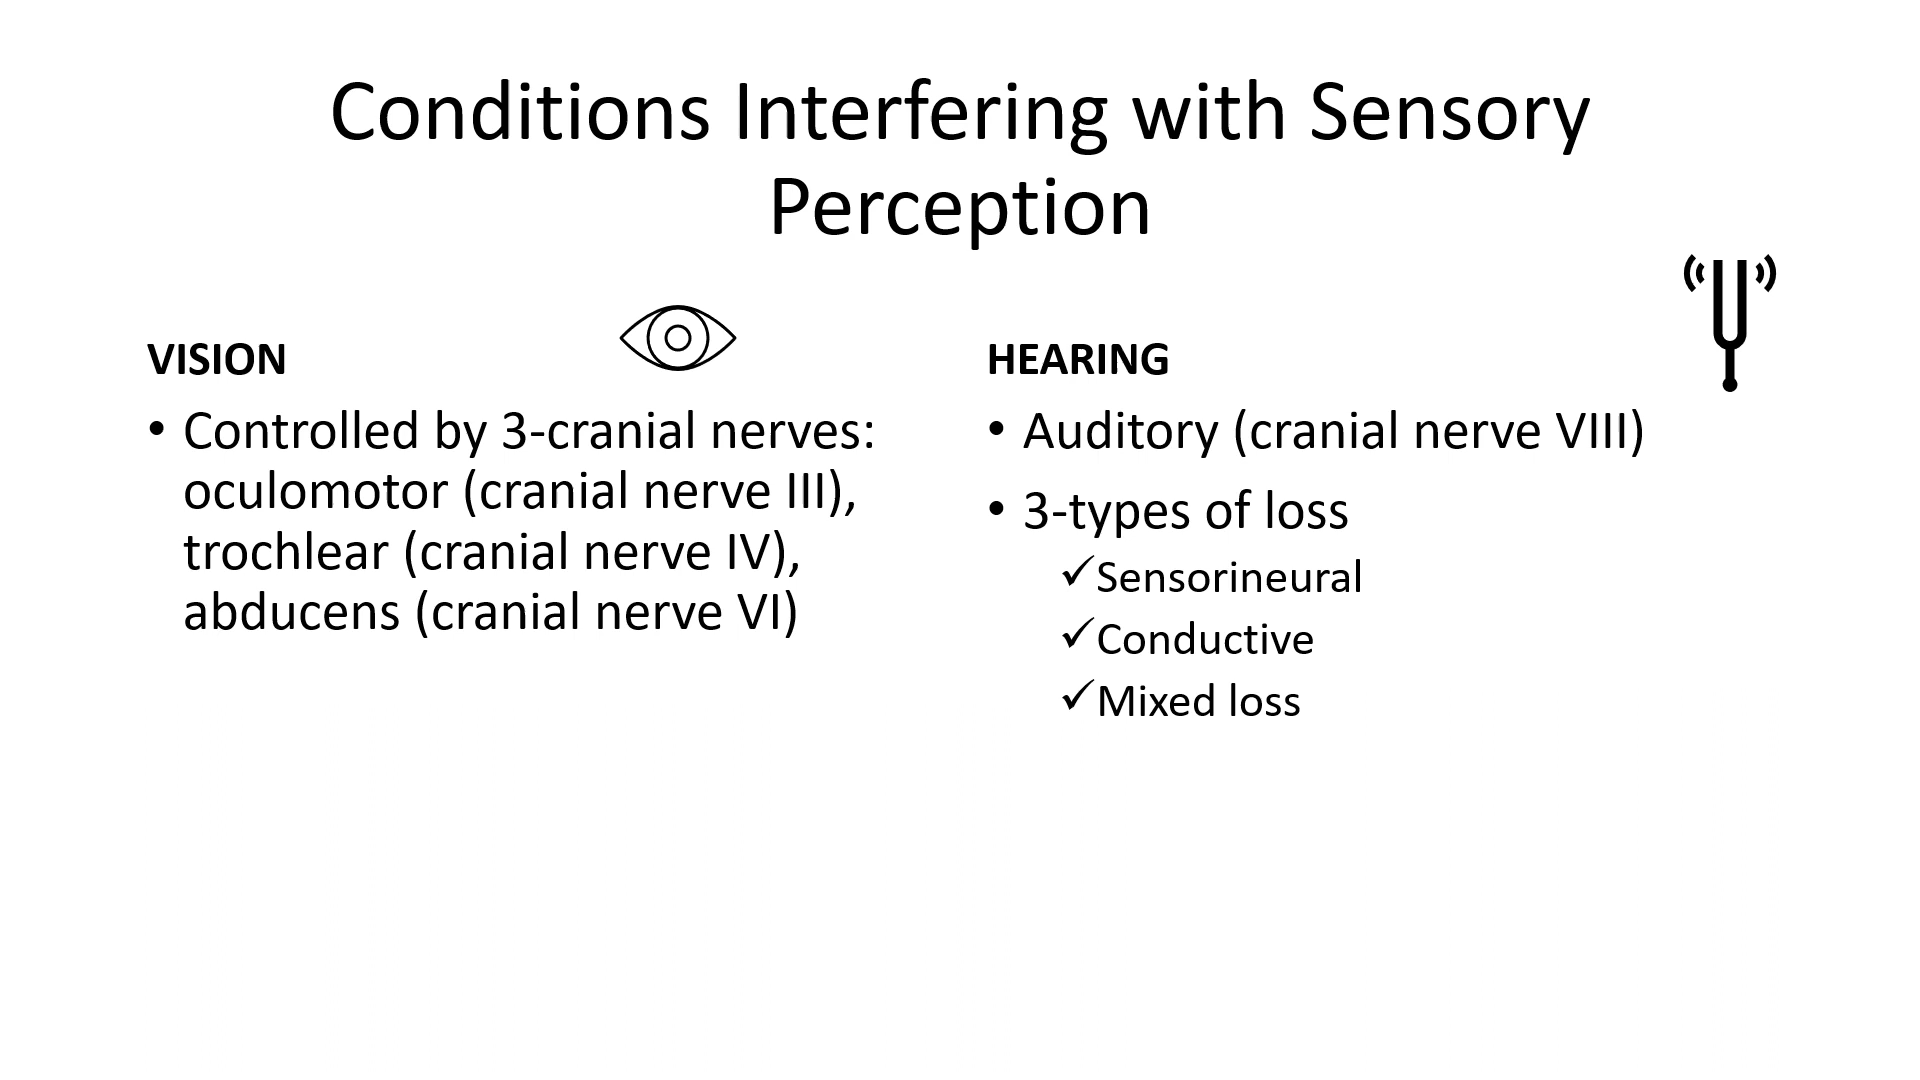 Conditions Interfering with Sensory
Perception
VISION
• Controlled by 3-cranial nerves:
oculomotor (cranial nerve III),
trochlear (cranial nerve IV),
abducens (cranial nerve VI)
HEARING
• Auditory (cranial nerve VIII)
• 3-types of loss
✓Sensorineural
✓Conductive
✓Mixed loss